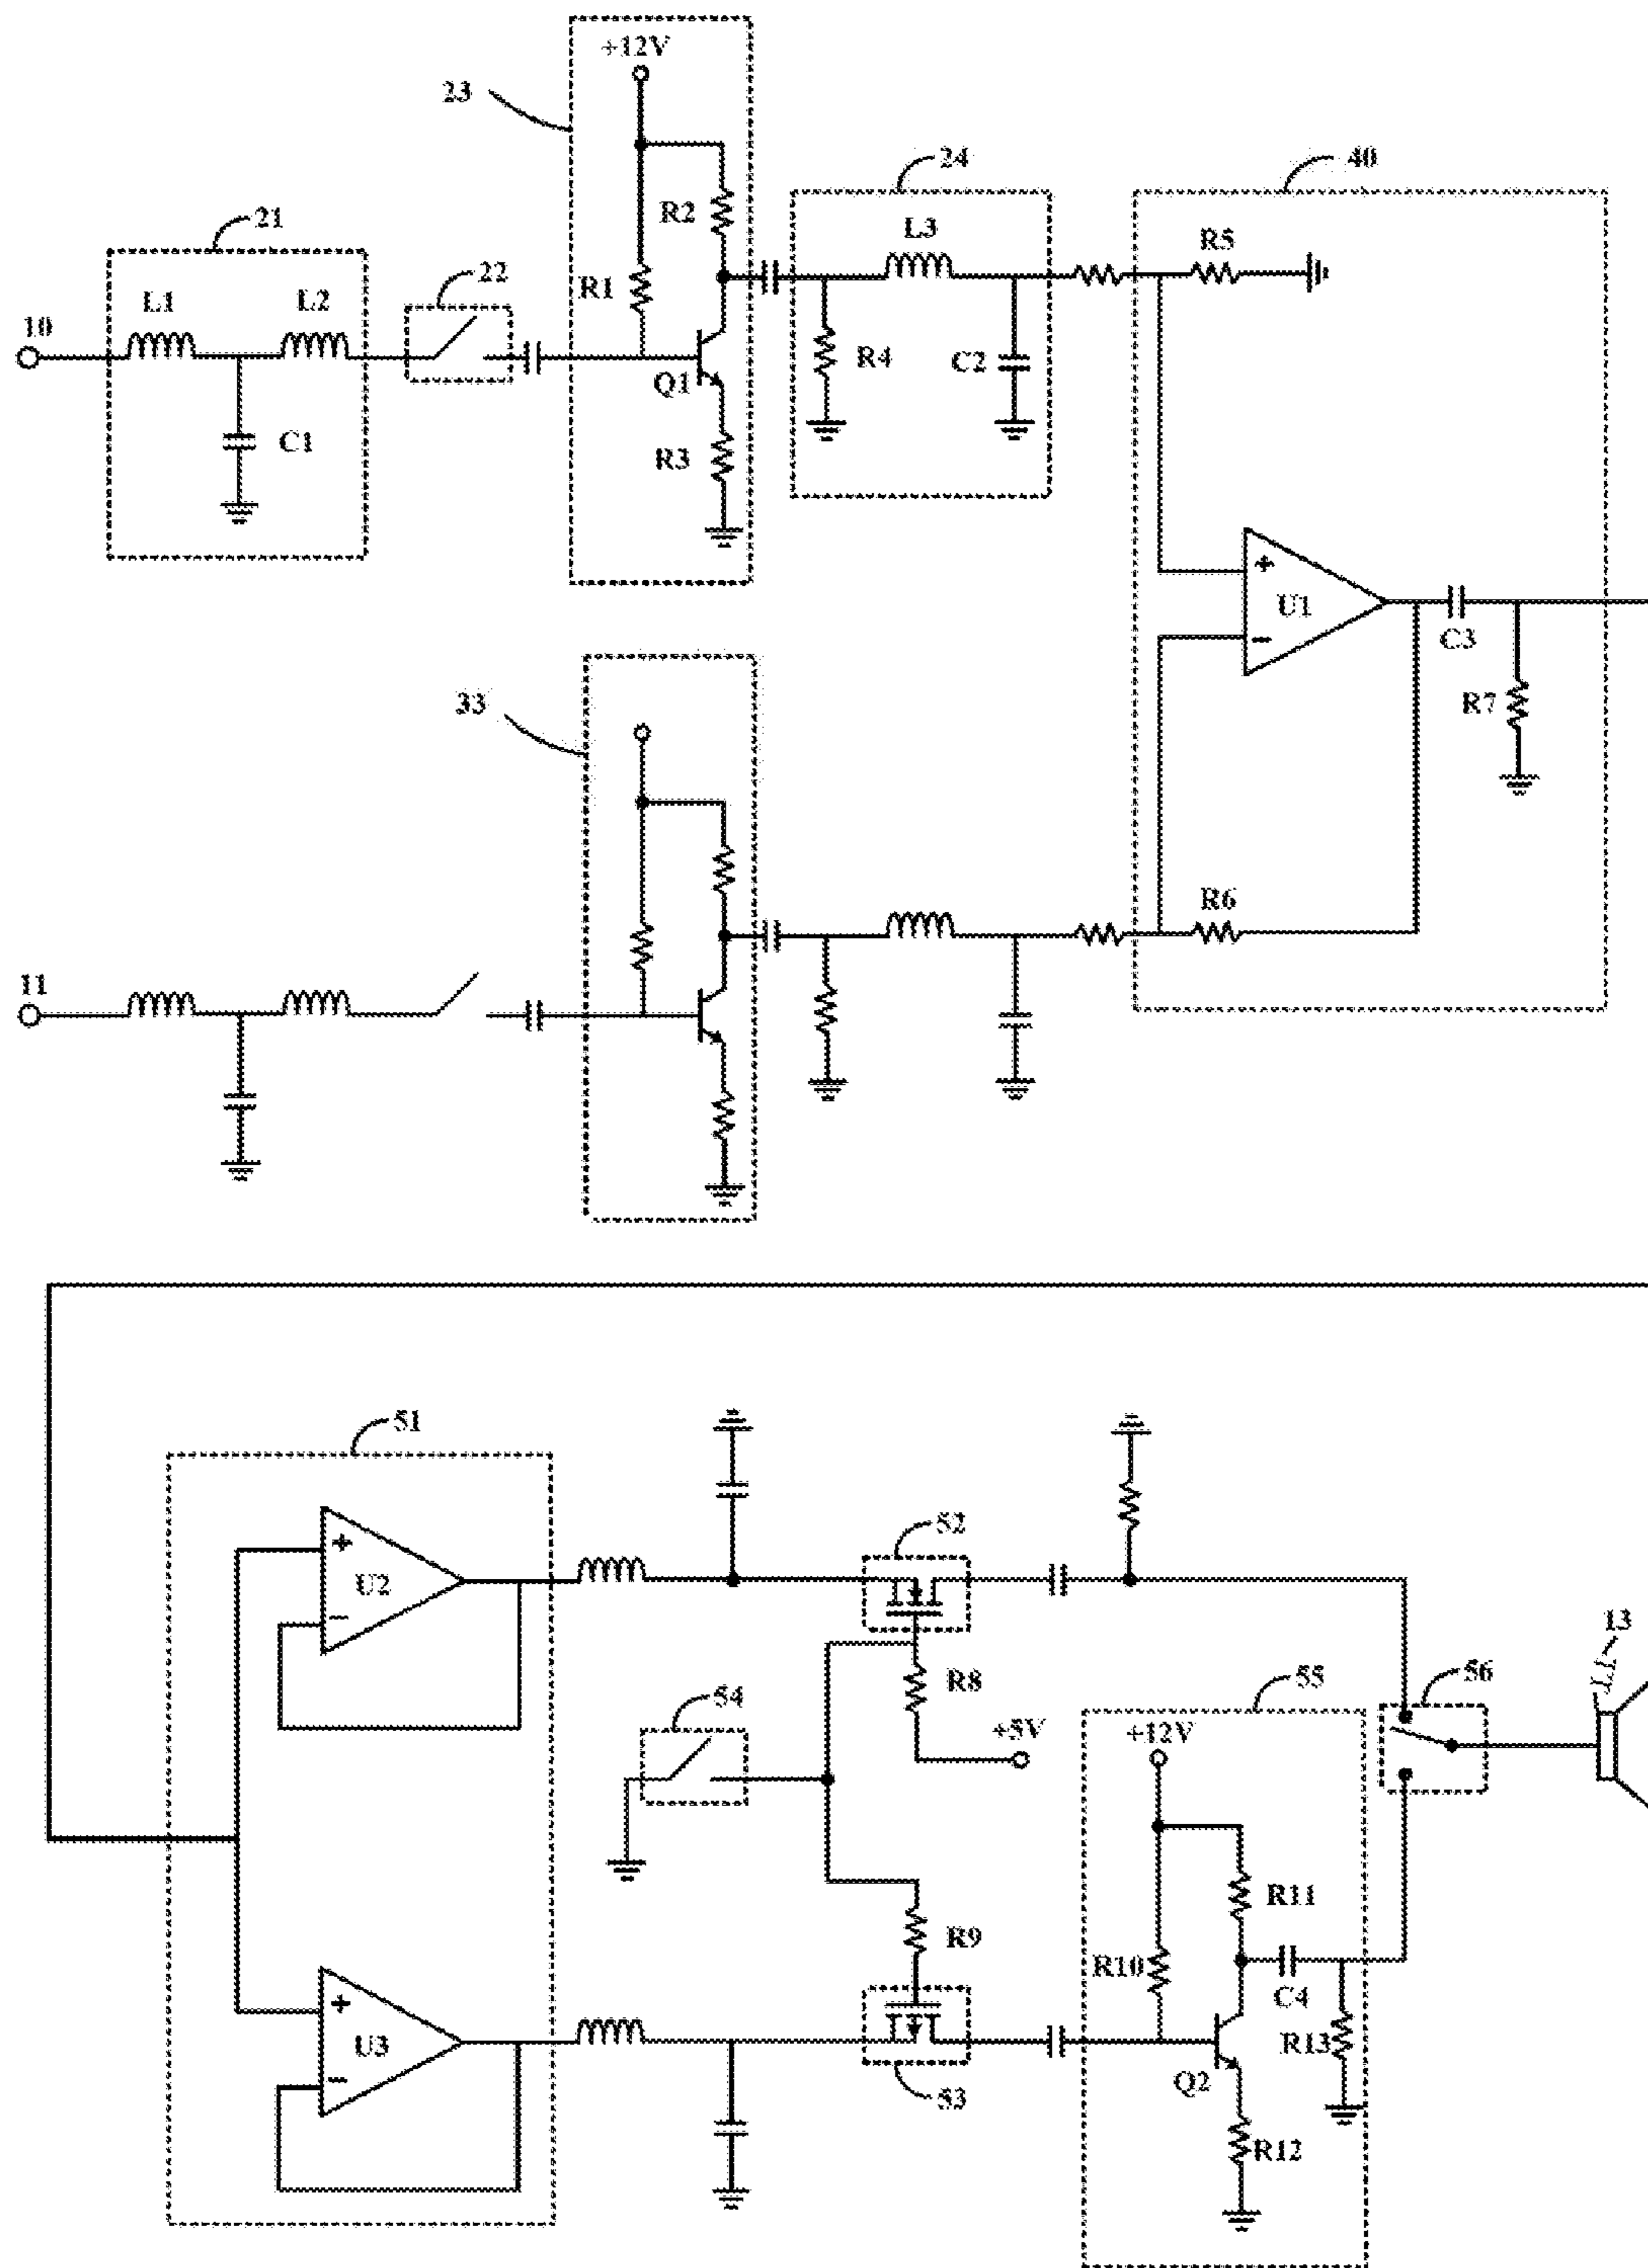 +12V
23
24
40
R2
L3
R5
21
22
L1
L2
R1
10
R4
C2
Q1
C1
R3
+
U1
−
C3
R7
33
R6
11
51
52
+
U2
−
13
R8
56
54
55
+5V
+12V
R11
R9
R10
C4
+
U3
R13
−
Q2
53
R12